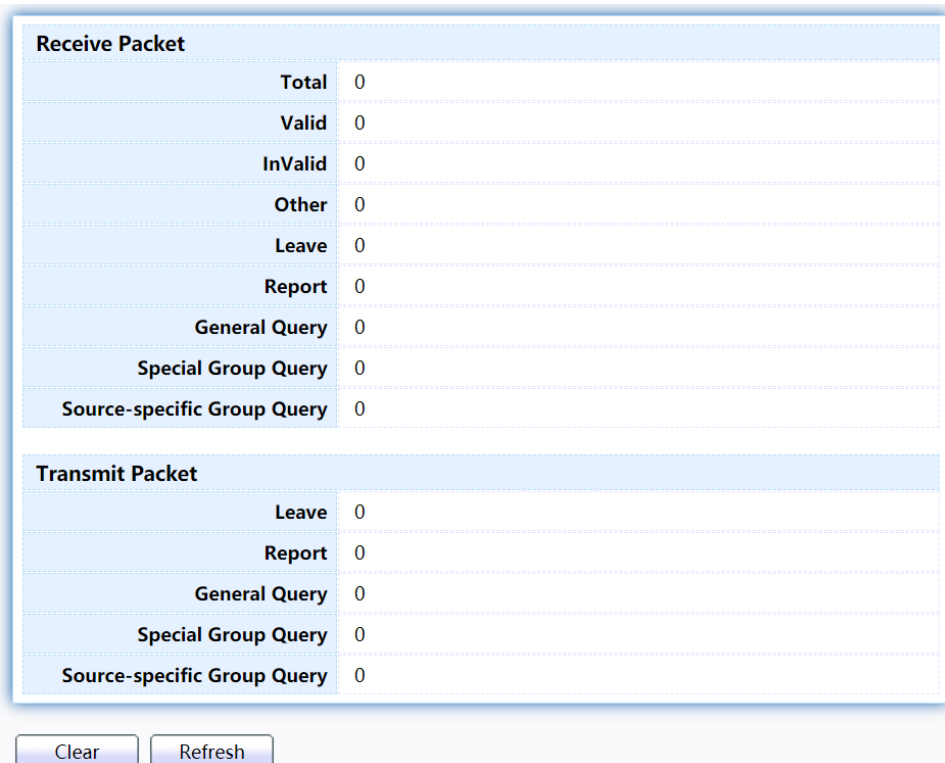 Receive Packet
Total 0
Valid 0
InValid 0
Other 0
Leave 0
Report 0
General Query 0
Special Group Query 0
Source-specific Group Query 0
Transmit Packet
Leave 0
Report 0
General Query 0
Special Group Query 0
Source-specific Group Query 0
Clear Refresh